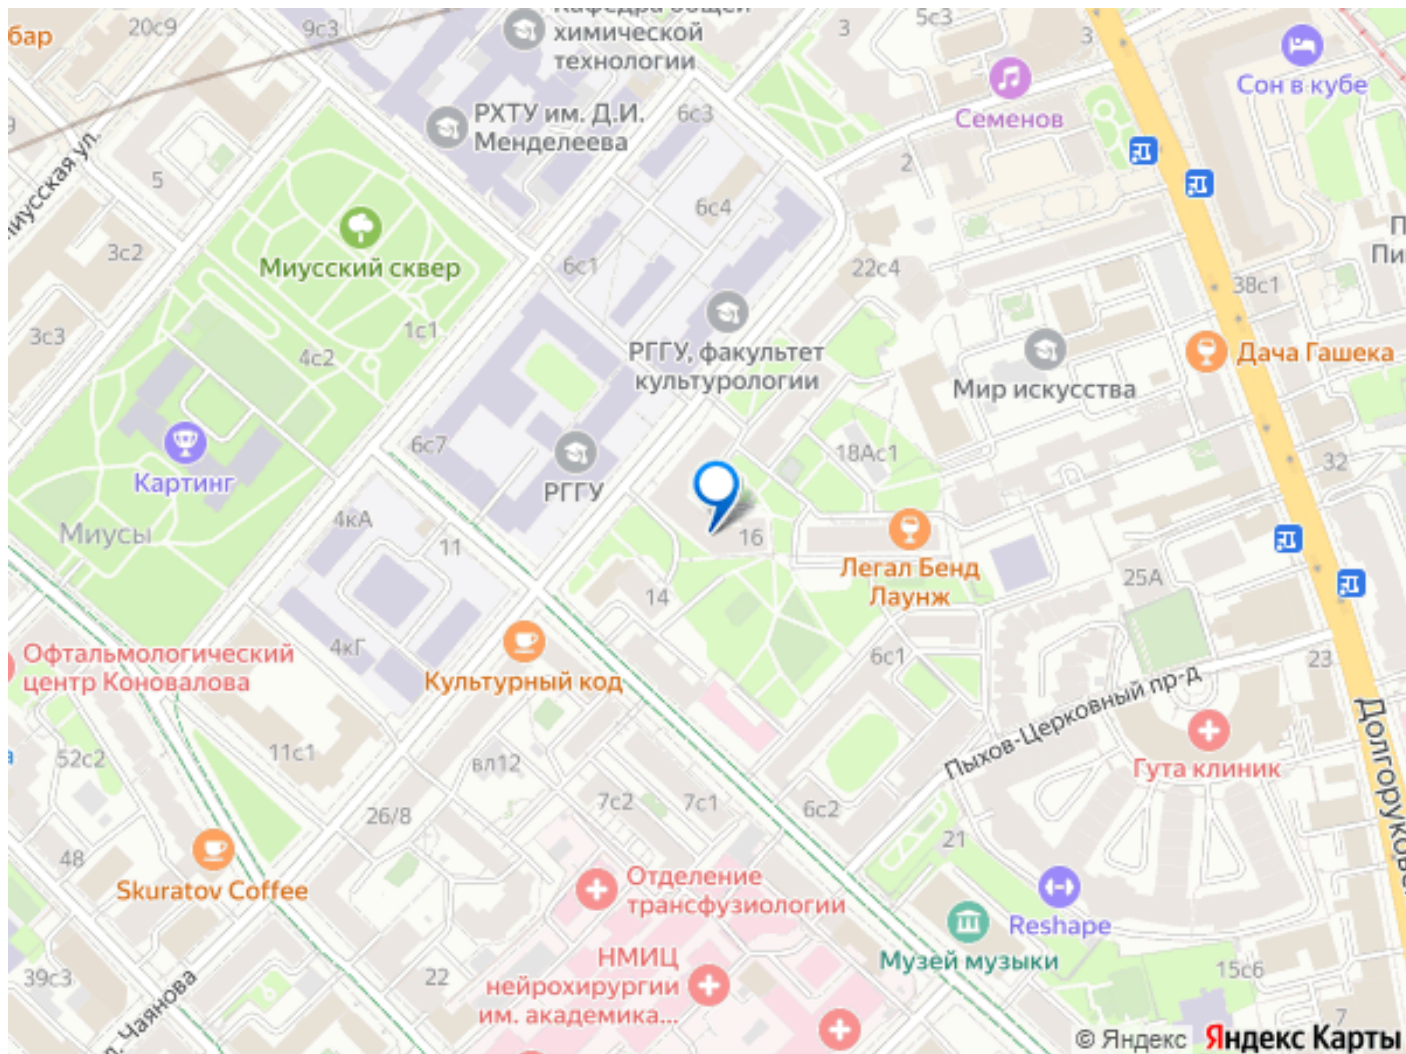 бар
20с9
9с3
химической
технологии
3
5с3
3
Сон в кубе
Семенов
РХТУ им. Д.И.
Менделеева
6с3
2
5
Миусский сквер
3с2
6с1
6с4
22с4
38с1
3с3
4с2
1с1
РГГУ, факультет
культурологии
Мир искусства
Дача Гашека
Картинг
6с7
РГГУ
18Ас1
32
Миусы
4кА
11
16
Легал Бенд
Лаунж
25А
14
4кГ
Культурный код
6с1
23
Офтальмологический
центр Коновалова
Пыхов-Церковный пр-д
52с2
11с1
вл12
Гута клиник
26/8
7с2
7с1
6с2
21
48
Skuratov Coffee
Отделение
трансфузиологии
Reshape
Музей музыки
НМИЦ
нейрохирургии
им. академика...
39с3
Чаянова
22
15с6
7
© Яндекс
Яндекс Карты